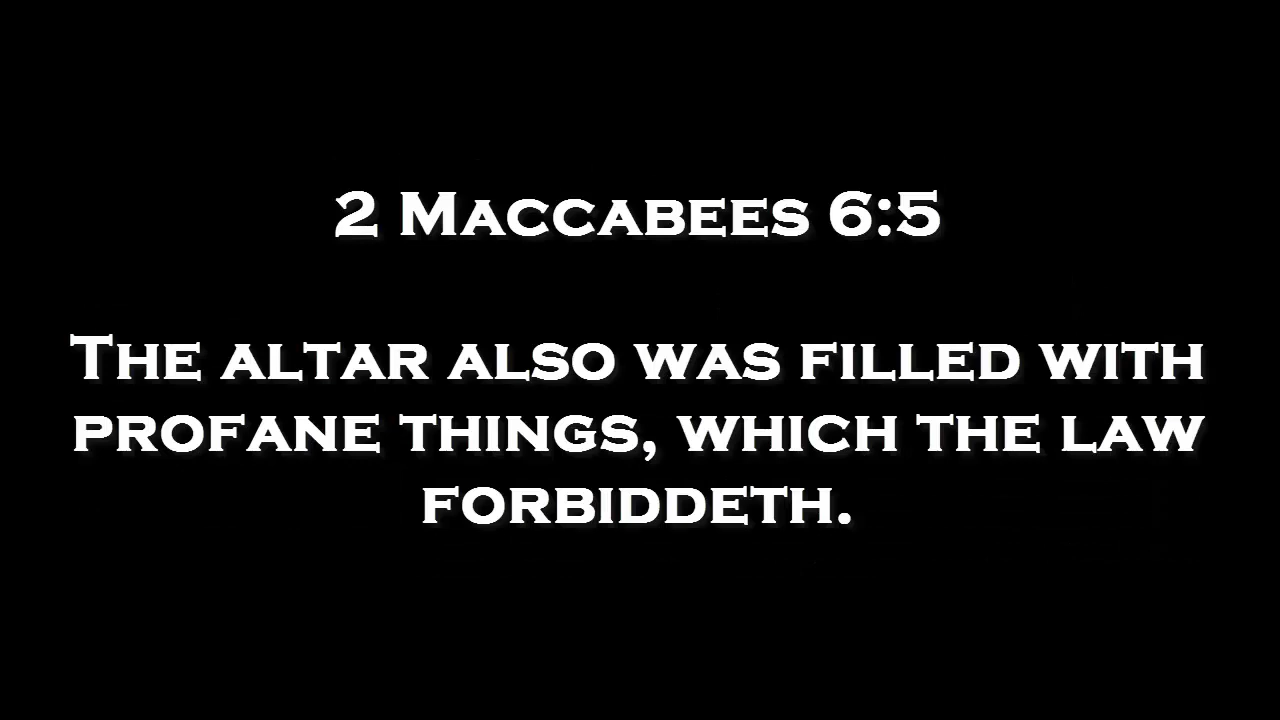 2 Maccabees 6:5
The altar also was filled with
profane things, which the law
forbiddeth.